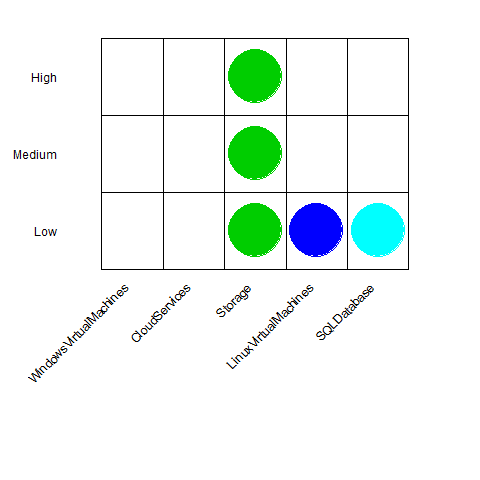 High
Medium
Low
WindowsVirtualMachines
CloudServices
Storage
LinuxVirtualMachines
SQLDatabase